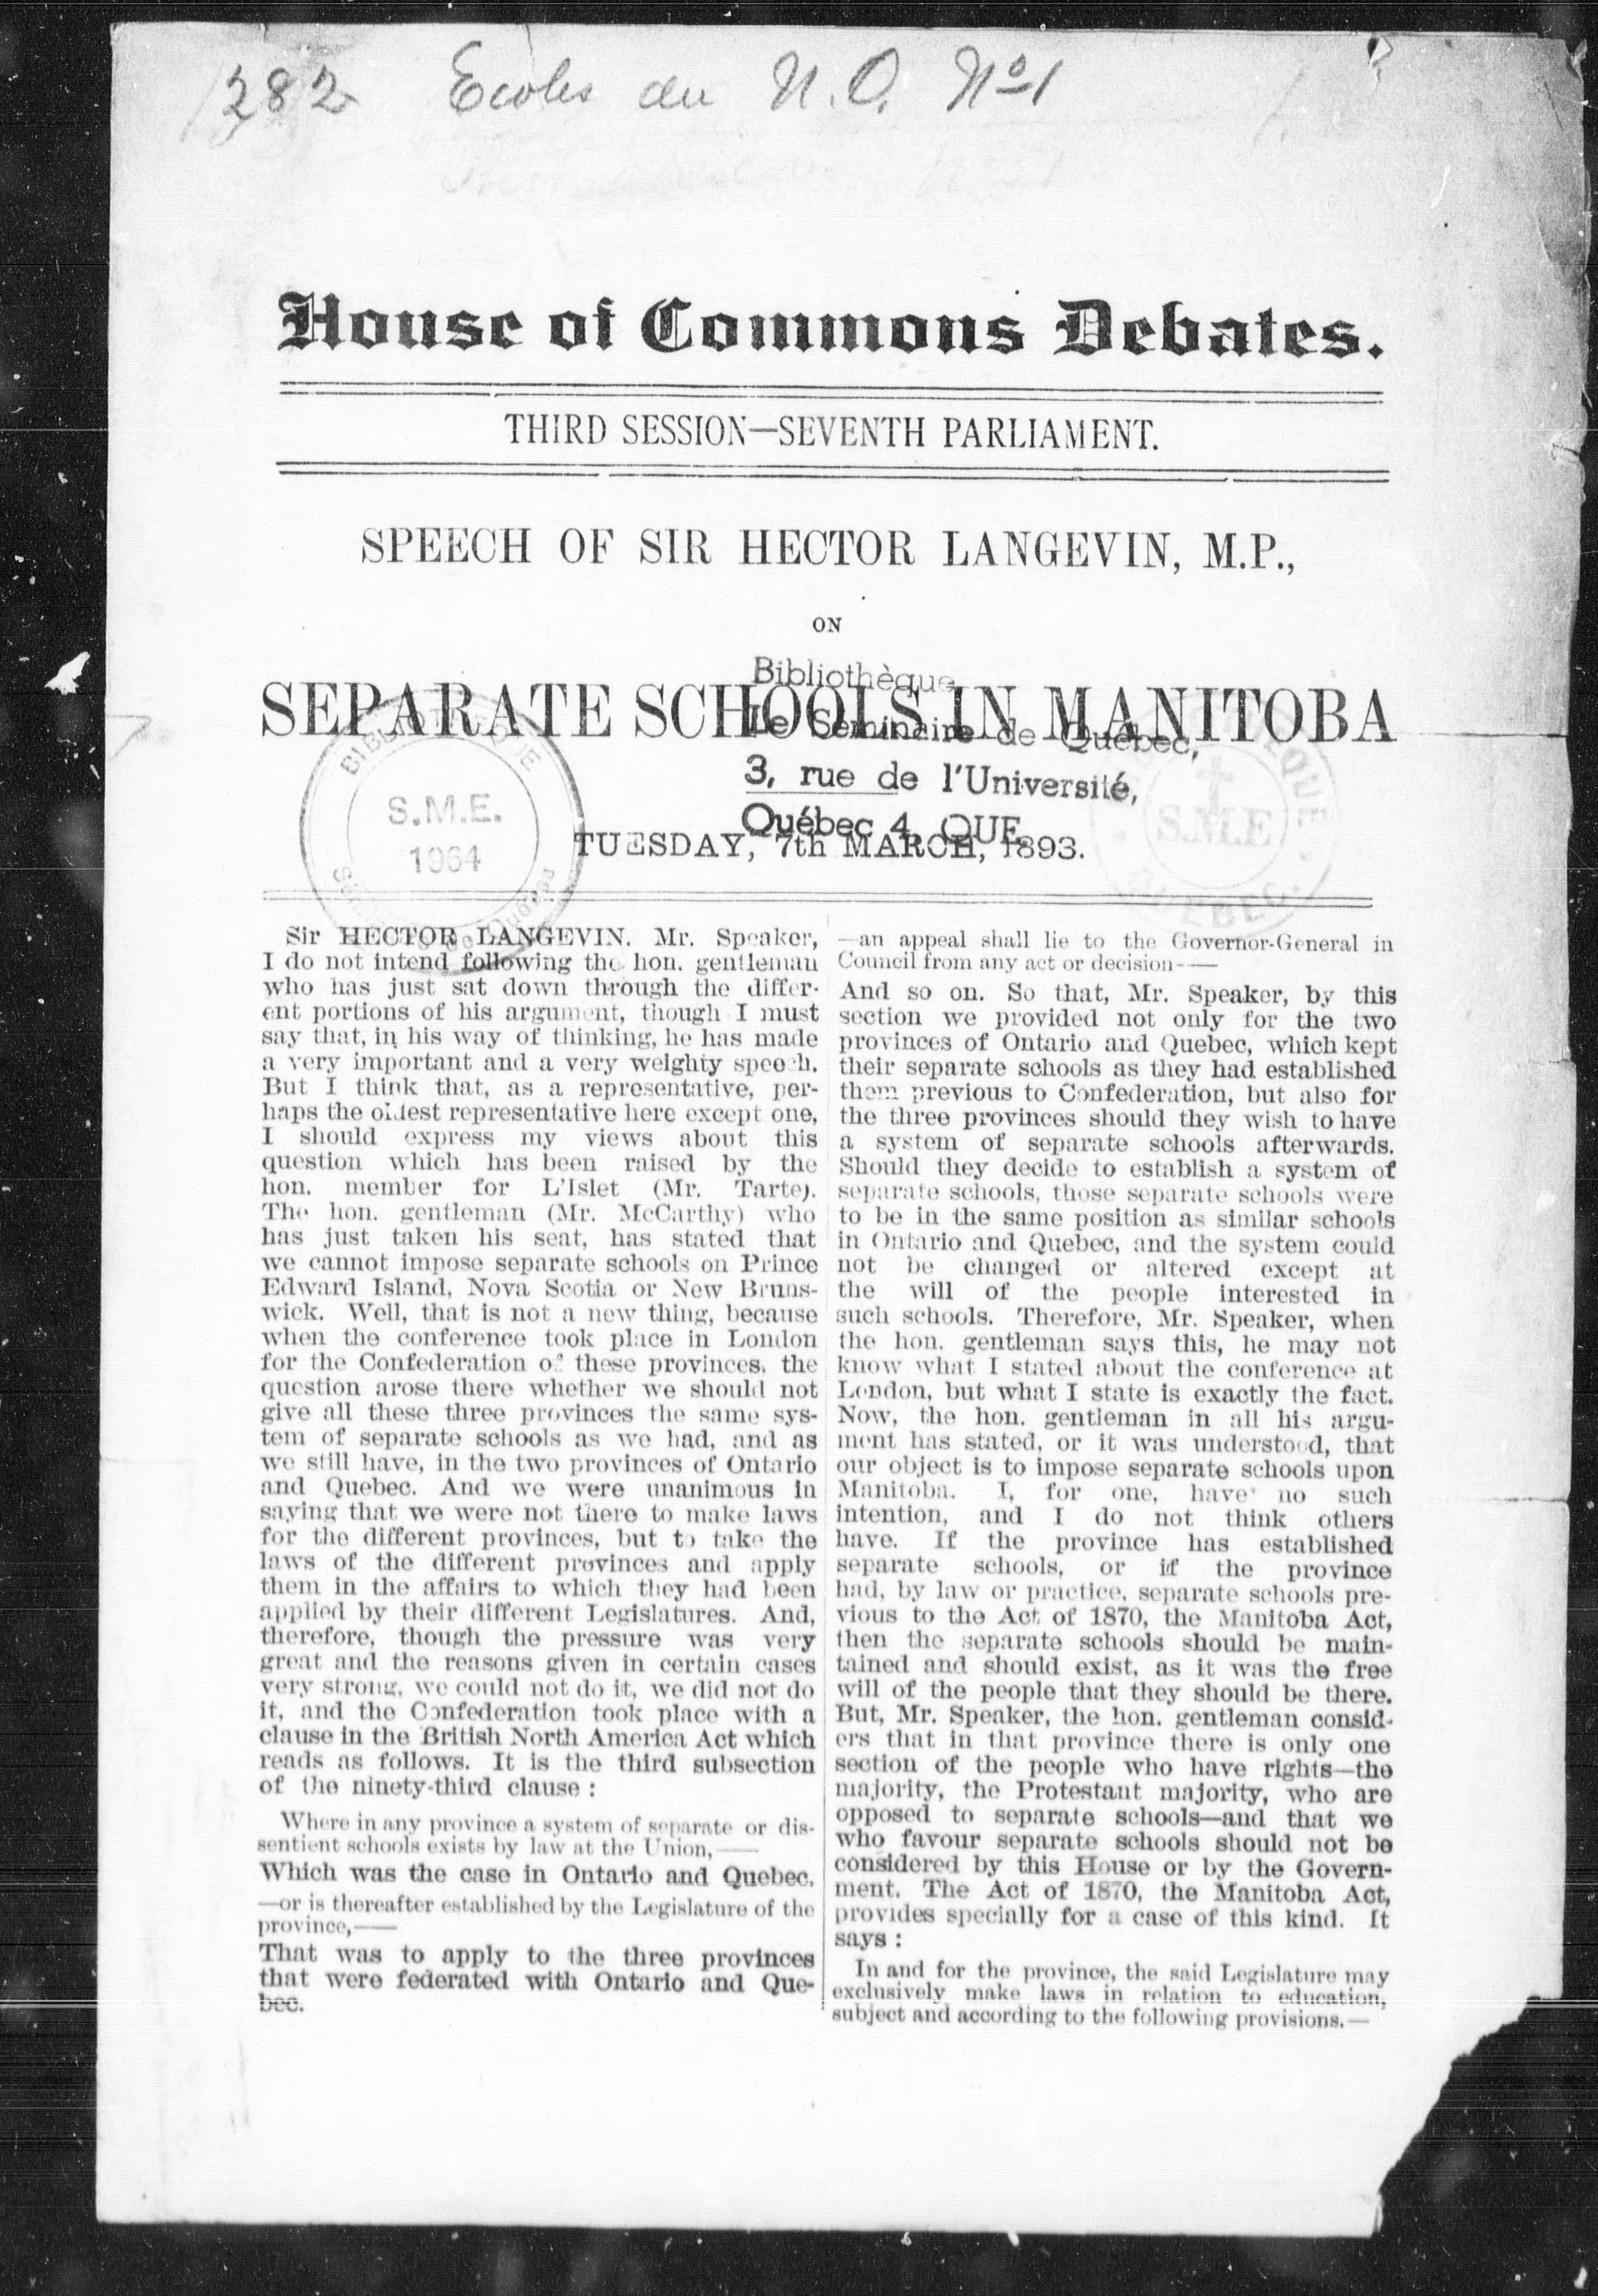 282 Ecoles du N.O. No 1
House of Commons Debates.
THIRD SESSION—SEVENTH PARLIAMENT.
SPEECH OF SIR HECTOR LANGEVIN, M.P.,
ON
SEPARATE SCHOOLS IN MANITOBA
Bibliothèque
Le Séminaire de Québec,
3, rue de l'Université,
Québec 4, QUE.
S.M.E.
1964
S.M.E
QUEBEC
TUESDAY, 7th MARCH, 1893.
Sir HECTOR LANGEVIN. Mr. Speaker,
I do not intend following the hon. gentleman
who has just sat down through the differ-
ent portions of his argument, though I must
say that, in his way of thinking, he has made
a very important and a very weighty speech.
But I think that, as a representative, per-
haps the oldest representative here except one,
I should express my views about this
question which has been raised by the
hon. member for L'Islet (Mr. Tarte).
The hon. gentleman (Mr. McCarthy) who
has just taken his seat, has stated that
we cannot impose separate schools on Prince
Edward Island, Nova Scotia or New Bruns-
wick. Well, that is not a new thing, because
when the conference took place in London
for the Confederation of these provinces, the
question arose there whether we should not
give all these three provinces the same sys-
tem of separate schools as we had, and as
we still have, in the two provinces of Ontario
and Quebec. And we were unanimous in
saying that we were not there to make laws
for the different provinces, but to take the
laws of the different provinces and apply
them in the affairs to which they had been
applied by their different Legislatures. And,
therefore, though the pressure was very
great and the reasons given in certain cases
very strong, we could not do it, we did not do
it, and the Confederation took place with a
clause in the British North America Act which
reads as follows. It is the third subsection
of the ninety-third clause :
Where in any province a system of separate or dis-
sentient schools exists by law at the Union,——
Which was the case in Ontario and Quebec.
—or is thereafter established by the Legislature of the
province,——
That was to apply to the three provinces
that were federated with Ontario and Que-
bec.
—an appeal shall lie to the Governor-General in
Council from any act or decision-——
And so on. So that, Mr. Speaker, by this
section we provided not only for the two
provinces of Ontario and Quebec, which kept
their separate schools as they had established
them previous to Confederation, but also for
the three provinces should they wish to have
a system of separate schools afterwards.
Should they decide to establish a system of
separate schools, those separate schools were
to be in the same position as similar schools
in Ontario and Quebec, and the system could
not be changed or altered except at
the will of the people interested in
such schools. Therefore, Mr. Speaker, when
the hon. gentleman says this, he may not
know what I stated about the conference at
London, but what I state is exactly the fact.
Now, the hon. gentleman in all his argu-
ment has stated, or it was understood, that
our object is to impose separate schools upon
Manitoba. I, for one, have no such
intention, and I do not think others
have. If the province has established
separate schools, or if the province
had, by law or practice, separate schools pre-
vious to the Act of 1870, the Manitoba Act,
then the separate schools should be main-
tained and should exist, as it was the free
will of the people that they should be there.
But, Mr. Speaker, the hon. gentleman consid-
ers that in that province there is only one
section of the people who have rights—the
majority, the Protestant majority, who are
opposed to separate schools—and that we
who favour separate schools should not be
considered by this House or by the Govern-
ment. The Act of 1870, the Manitoba Act,
provides specially for a case of this kind. It
says :
In and for the province, the said Legislature may
exclusively make laws in relation to education,
subject and according to the following provisions.—